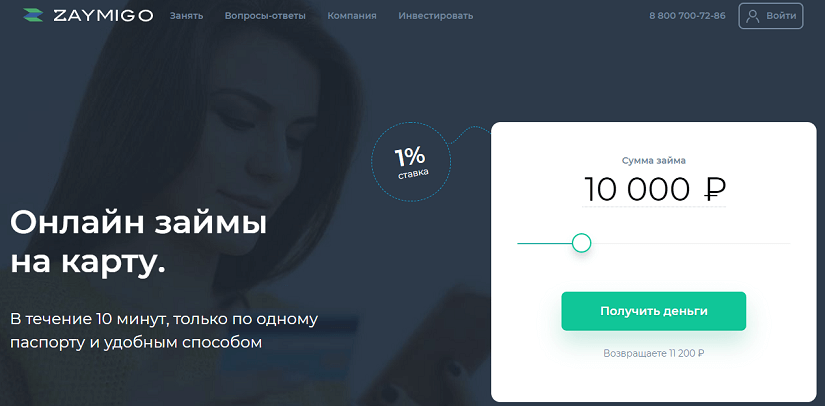 ZAYMIGO
Занять
Вопросы-ответы
Компания
Инвестировать
8 800 700-72-86
Войти
1%
ставка
Сумма займа
10 000 ₽
Онлайн займы
на карту.
В течение 10 минут, только по одному
паспорту и удобным способом
Получить деньги
Возвращаете 11 200 ₽